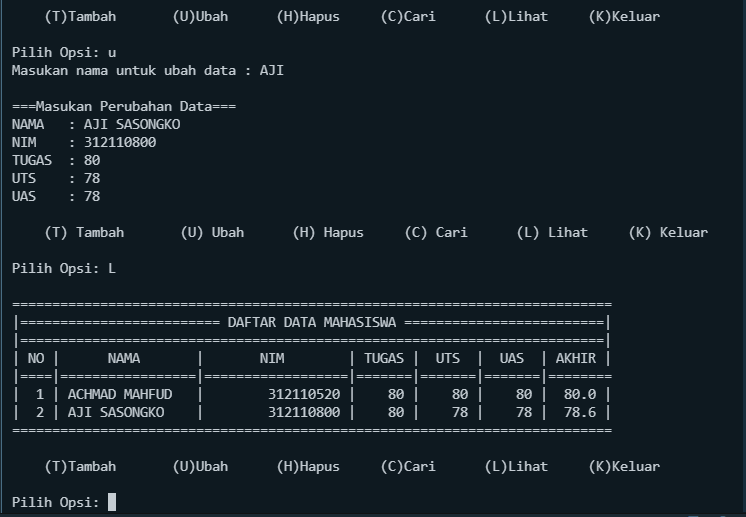 (T)Tambah       (U)Ubah      (H)Hapus     (C)Cari      (L)Lihat     (K)Keluar
Pilih Opsi: u
Masukan nama untuk ubah data : AJI
===Masukan Perubahan Data===
NAMA   : AJI SASONGKO
NIM    : 312110800
TUGAS  : 80
UTS    : 78
UAS    : 78
(T) Tambah       (U) Ubah      (H) Hapus     (C) Cari      (L) Lihat     (K) Keluar
Pilih Opsi: L
===========================================================================
|========================= DAFTAR DATA MAHASISWA =========================|
|=========================================================================|
| NO |      NAMA       |       NIM        | TUGAS |  UTS  |  UAS  | AKHIR |
|====|=================|==================|=======|=======|=======|========
|  1 | ACHMAD MAHFUD   |        312110520 |    80 |    80 |    80 |  80.0 |
|  2 | AJI SASONGKO    |        312110800 |    80 |    78 |    78 |  78.6 |
===========================================================================
(T)Tambah       (U)Ubah      (H)Hapus     (C)Cari      (L)Lihat     (K)Keluar
Pilih Opsi: